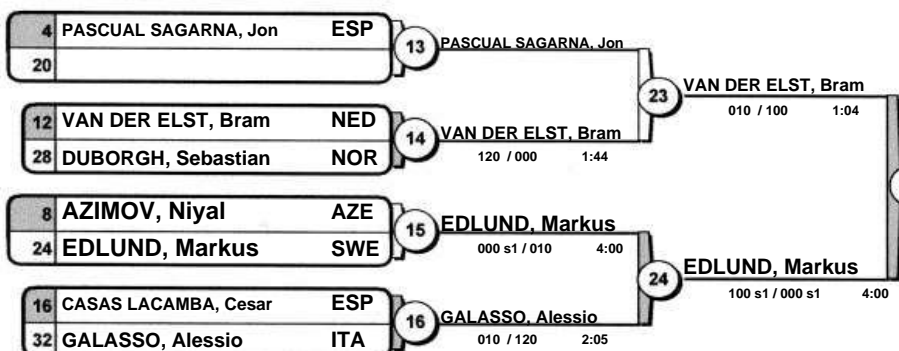 4 PASCUAL SAGARNA, Jon ESP
20
13 PASCUAL SAGARNA, Jon
12 VAN DER ELST, Bram NED
28 DUBORGH, Sebastian NOR
14 VAN DER ELST, Bram
120 / 000 1:44
23 VAN DER ELST, Bram
010 / 100 1:04
8 AZIMOV, Niyal AZE
24 EDLUND, Markus SWE
15 EDLUND, Markus
000 s1 / 010 4:00
16 CASAS LACAMBA, Cesar ESP
32 GALASSO, Alessio ITA
16 GALASSO, Alessio
010 / 120 2:05
24 EDLUND, Markus
100 s1 / 000 s1 4:00